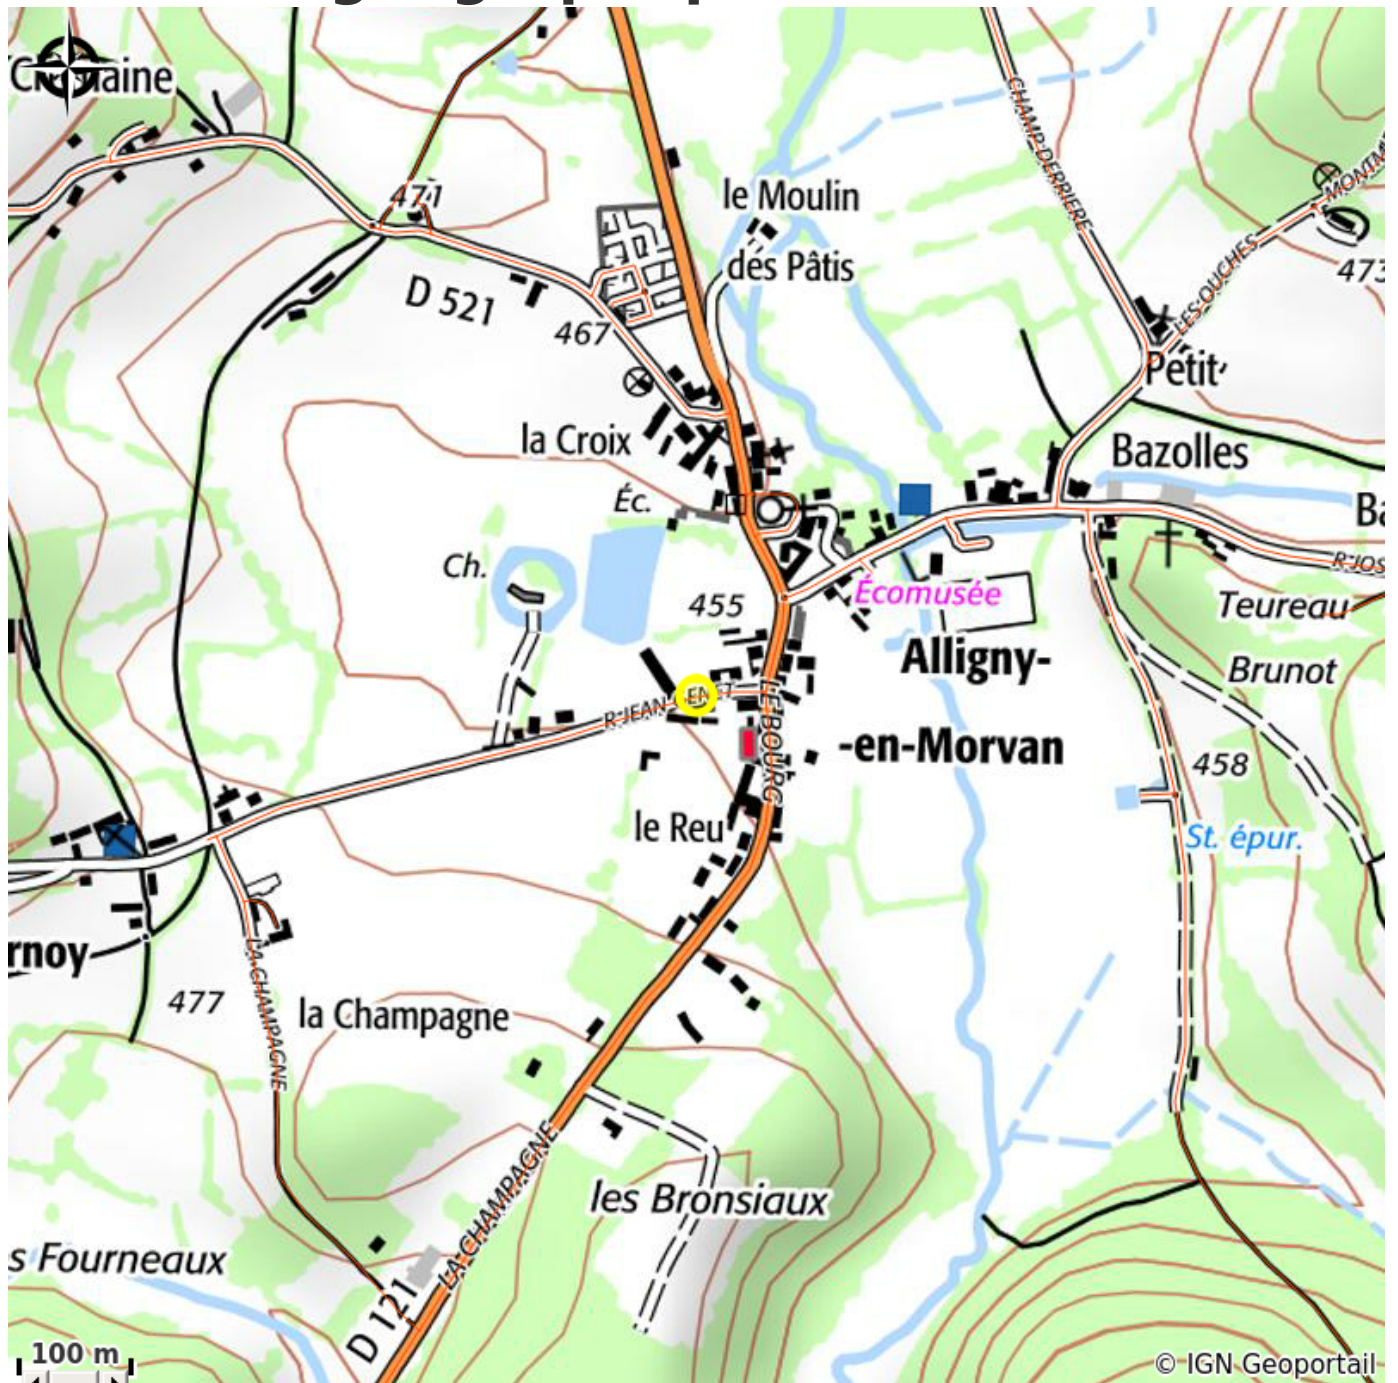 le Moulin
des Pâtis
CHAMP DERRIERE
LES OUCHES
471
D 521
467
473
Petit
la Croix
Bazolles
Éc.
Ch.
455
Écomusée
Teureau
Alligny-
Brunot
R JEAN GENET
LE BOURG
-en-Morvan
458
le Reu
St. épur.
rnoy
477
la Champagne
LA CHAMPAGNE
LA CHAMPAGNE
les Bronsiaux
s Fourneaux
D 121
100 m
© IGN Geoportail